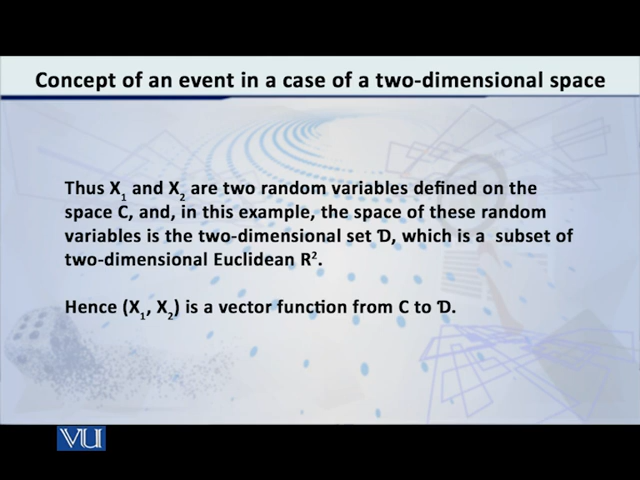 Concept of an event in a case of a two-dimensional space
Thus X₁ and X₂ are two random variables defined on the
space C, and, in this example, the space of these random
variables is the two-dimensional set Ɗ, which is a subset of
two-dimensional Euclidean R².
Hence (X₁, X₂) is a vector function from C to Ɗ.
VU